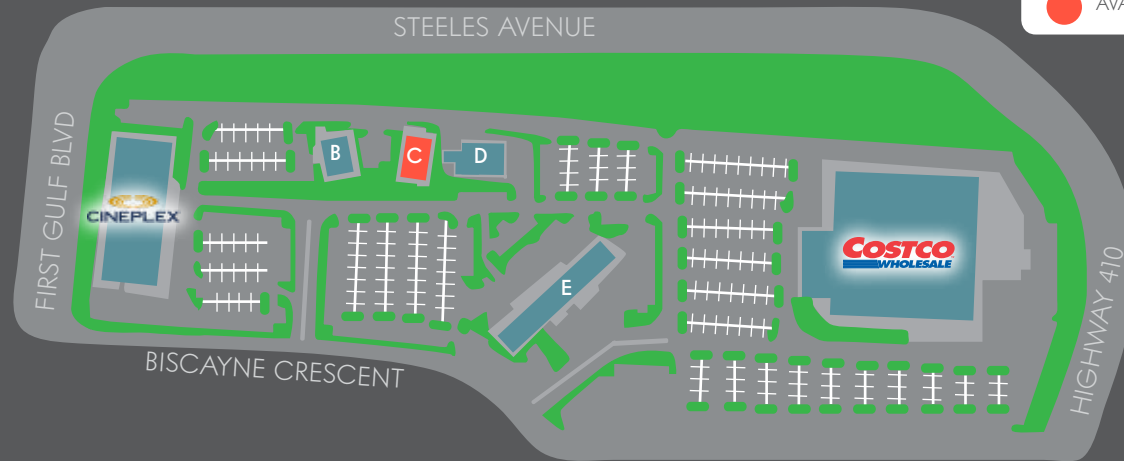 STEELES AVENUE
FIRST GULF BLVD
B
C
D
CINEPLEX
COSTCO
WHOLESALE
E
HIGHWAY 410
BISCAYNE CRESCENT